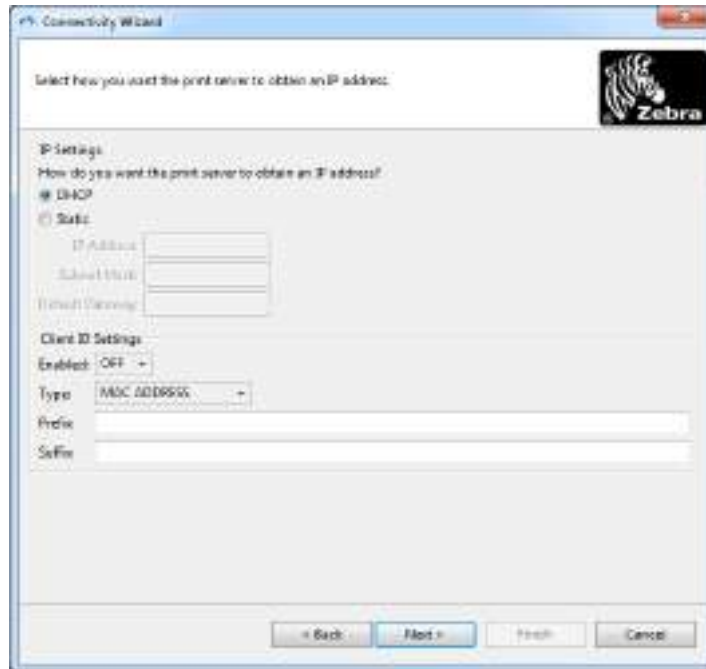 Connectivity Wizard
Select how you want the print server to obtain an IP address.
Zebra
IP Settings
How do you want the print server to obtain an IP address?
DHCP
Static
IP Address
Subnet Mask
Default Gateway
Client ID Settings
Enabled: OFF
Type: MAC ADDRESS
Prefix
Suffix
< Back Next > Finish Cancel